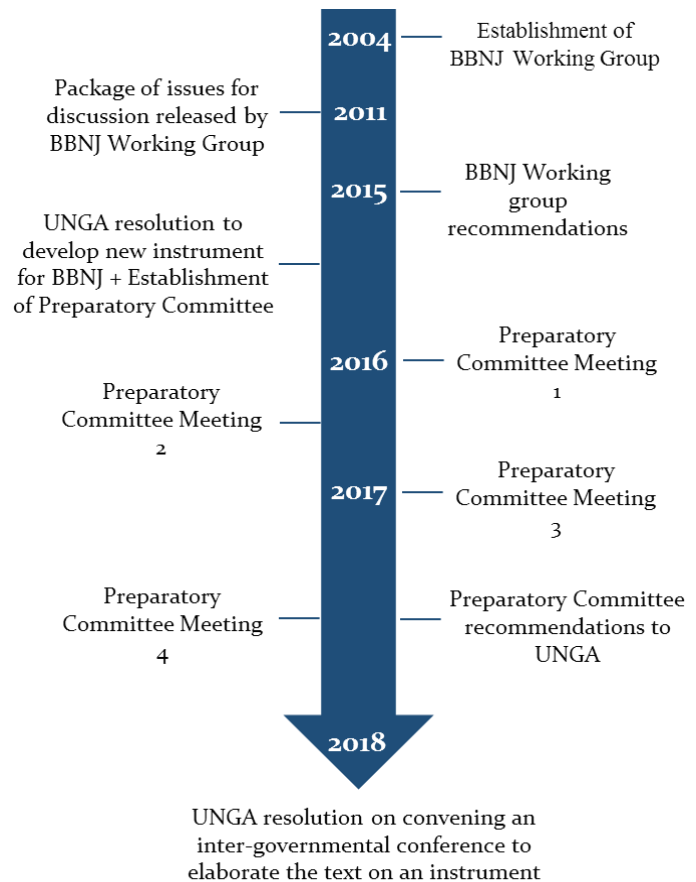 2004
Establishment of
BBNJ Working Group
Package of issues for
discussion released by
BBNJ Working Group
2011
2015
BBNJ Working
group
recommendations
UNGA resolution to
develop new instrument
for BBNJ + Establishment
of Preparatory Committee
2016
Preparatory
Committee Meeting
1
Preparatory
Committee Meeting
2
2017
Preparatory
Committee Meeting
3
Preparatory
Committee Meeting
4
Preparatory Committee
recommendations to
UNGA
2018
UNGA resolution on convening an
inter-governmental conference to
elaborate the text on an instrument